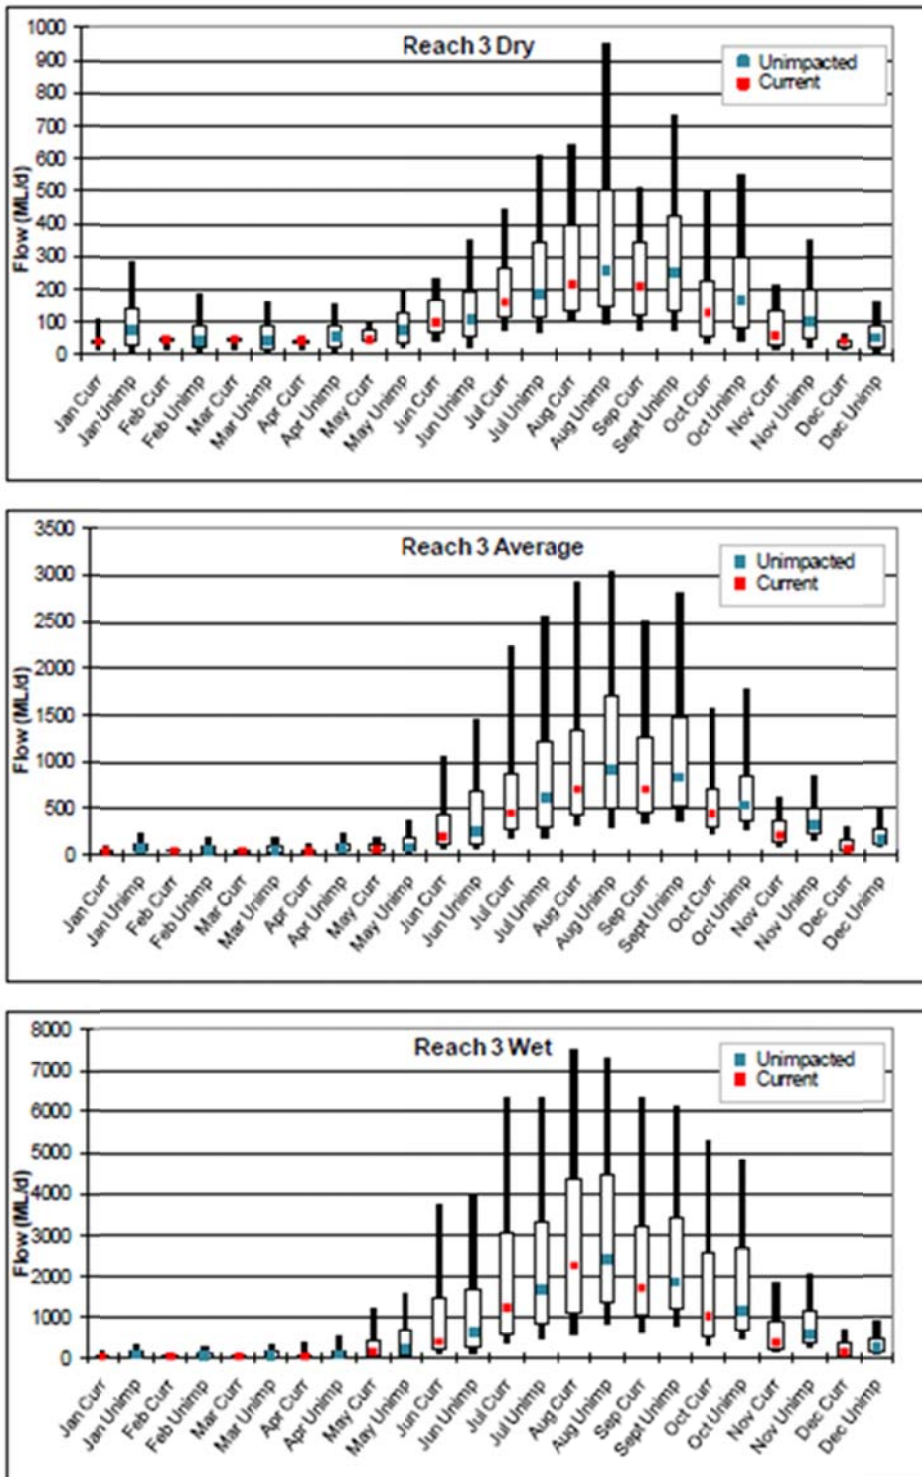 Reach 3 Dry
Unimpacted
Current
Flow (ML/d)
1000
900
800
700
600
500
400
300
200
100
0
Jan Curr
Jan Unimp
Feb Curr
Feb Unimp
Mar Curr
Mar Unimp
Apr Curr
Apr Unimp
May Curr
May Unimp
Jun Curr
Jun Unimp
Jul Curr
Jul Unimp
Aug Curr
Aug Unimp
Sep Curr
Sept Unimp
Oct Curr
Oct Unimp
Nov Curr
Nov Unimp
Dec Curr
Dec Unimp
Reach 3 Average
Unimpacted
Current
Flow (ML/d)
3500
3000
2500
2000
1500
1000
500
0
Jan Curr
Jan Unimp
Feb Curr
Feb Unimp
Mar Curr
Mar Unimp
Apr Curr
Apr Unimp
May Curr
May Unimp
Jun Curr
Jun Unimp
Jul Curr
Jul Unimp
Aug Curr
Aug Unimp
Sep Curr
Sept Unimp
Oct Curr
Oct Unimp
Nov Curr
Nov Unimp
Dec Curr
Dec Unimp
Reach 3 Wet
Unimpacted
Current
Flow (ML/d)
8000
7000
6000
5000
4000
3000
2000
1000
0
Jan Curr
Jan Unimp
Feb Curr
Feb Unimp
Mar Curr
Mar Unimp
Apr Curr
Apr Unimp
May Curr
May Unimp
Jun Curr
Jun Unimp
Jul Curr
Jul Unimp
Aug Curr
Aug Unimp
Sep Curr
Sept Unimp
Oct Curr
Oct Unimp
Nov Curr
Nov Unimp
Dec Curr
Dec Unimp